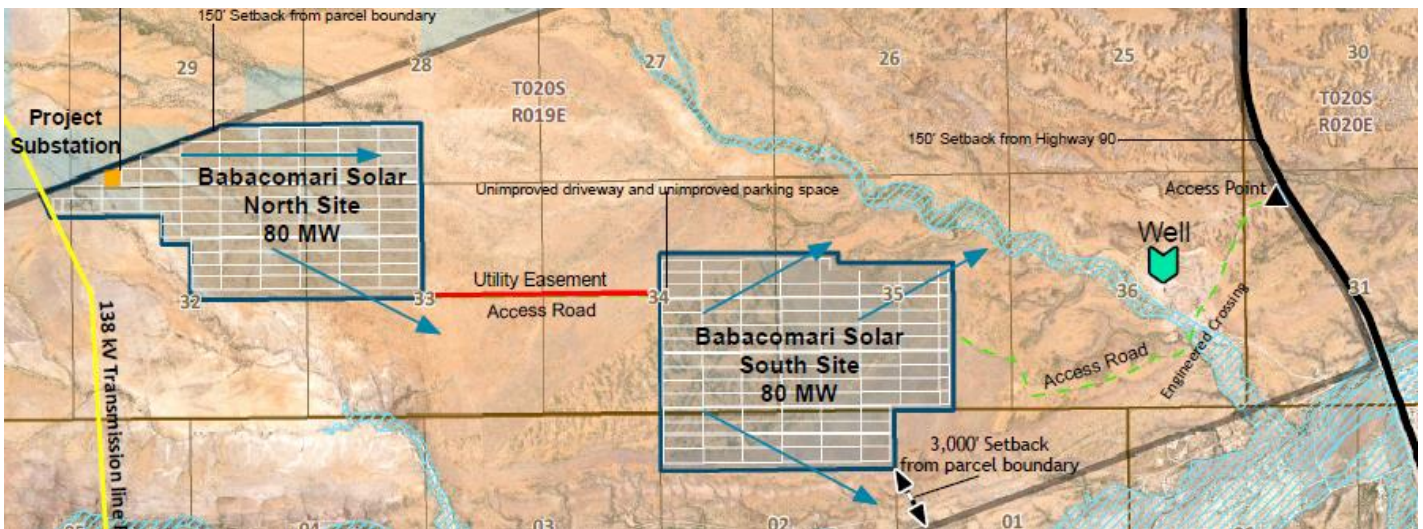 150' Setback from parcel boundary
29
28
27
26
25
30
T020S
R019E
T020S
R020E
Project
Substation
150' Setback from Highway 90
Babacomari Solar
North Site
80 MW
Unimproved driveway and unimproved parking space
Access Point
Well
Utility Easement
Access Road
32
33
34
35
36
31
Babacomari Solar
South Site
80 MW
Access Road
Engineered Crossing
138 kV Transmission line
3,000' Setback
from parcel boundary
05
04
03
02
01